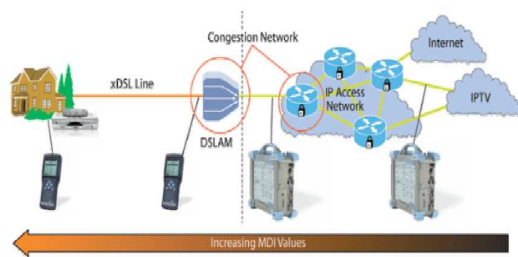 Congestion Network
Internet
xDSL Line
IP Access
Network
IPTV
DSLAM
Increasing MDI Values